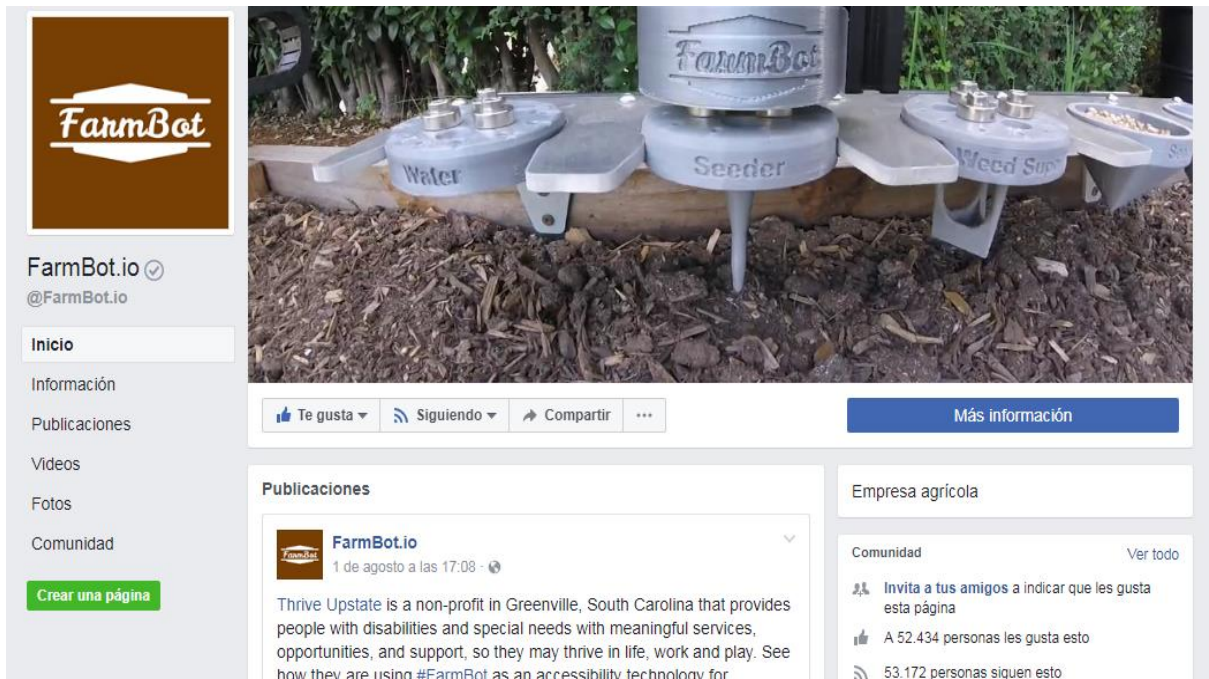 FarmBot
FarmBot.io
@FarmBot.io
Inicio
Información
Publicaciones
Videos
Fotos
Comunidad
Crear una página
FarmBot
Water
Seeder
Weed Supp
Te gusta
Siguiendo
Compartir
...
Más información
Publicaciones
FarmBot
FarmBot.io
1 de agosto a las 17:08 ·
Thrive Upstate is a non-profit in Greenville, South Carolina that provides
people with disabilities and special needs with meaningful services,
opportunities, and support, so they may thrive in life, work and play. See
how they are using #FarmBot as an accessibility technology for
Empresa agrícola
Comunidad
Ver todo
Invita a tus amigos a indicar que les gusta
esta página
A 52.434 personas les gusta esto
53.172 personas siguen esto